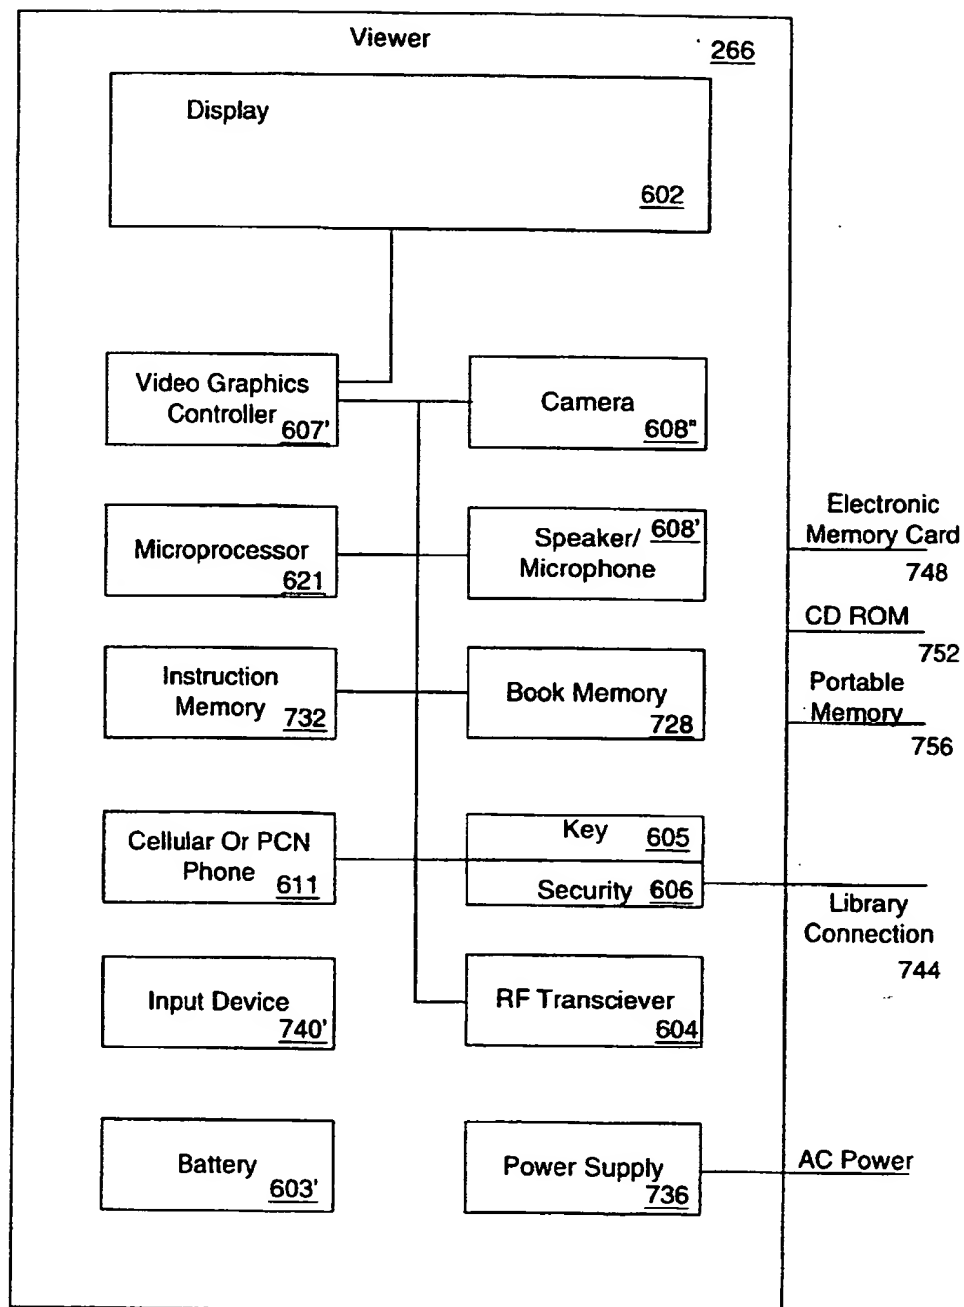 Viewer
266
Display
602
Video Graphics
Controller
607'
Camera
608"
Microprocessor
621
Speaker/
608'
Microphone
Electronic
Memory Card
748
CD ROM
752
Instruction
Memory
732
Book Memory
728
Portable
Memory
756
Cellular Or PCN
Phone
611
Key
605
Security
606
Library
Connection
744
Input Device
740'
RF Transciever
604
Battery
603'
Power Supply
736
AC Power